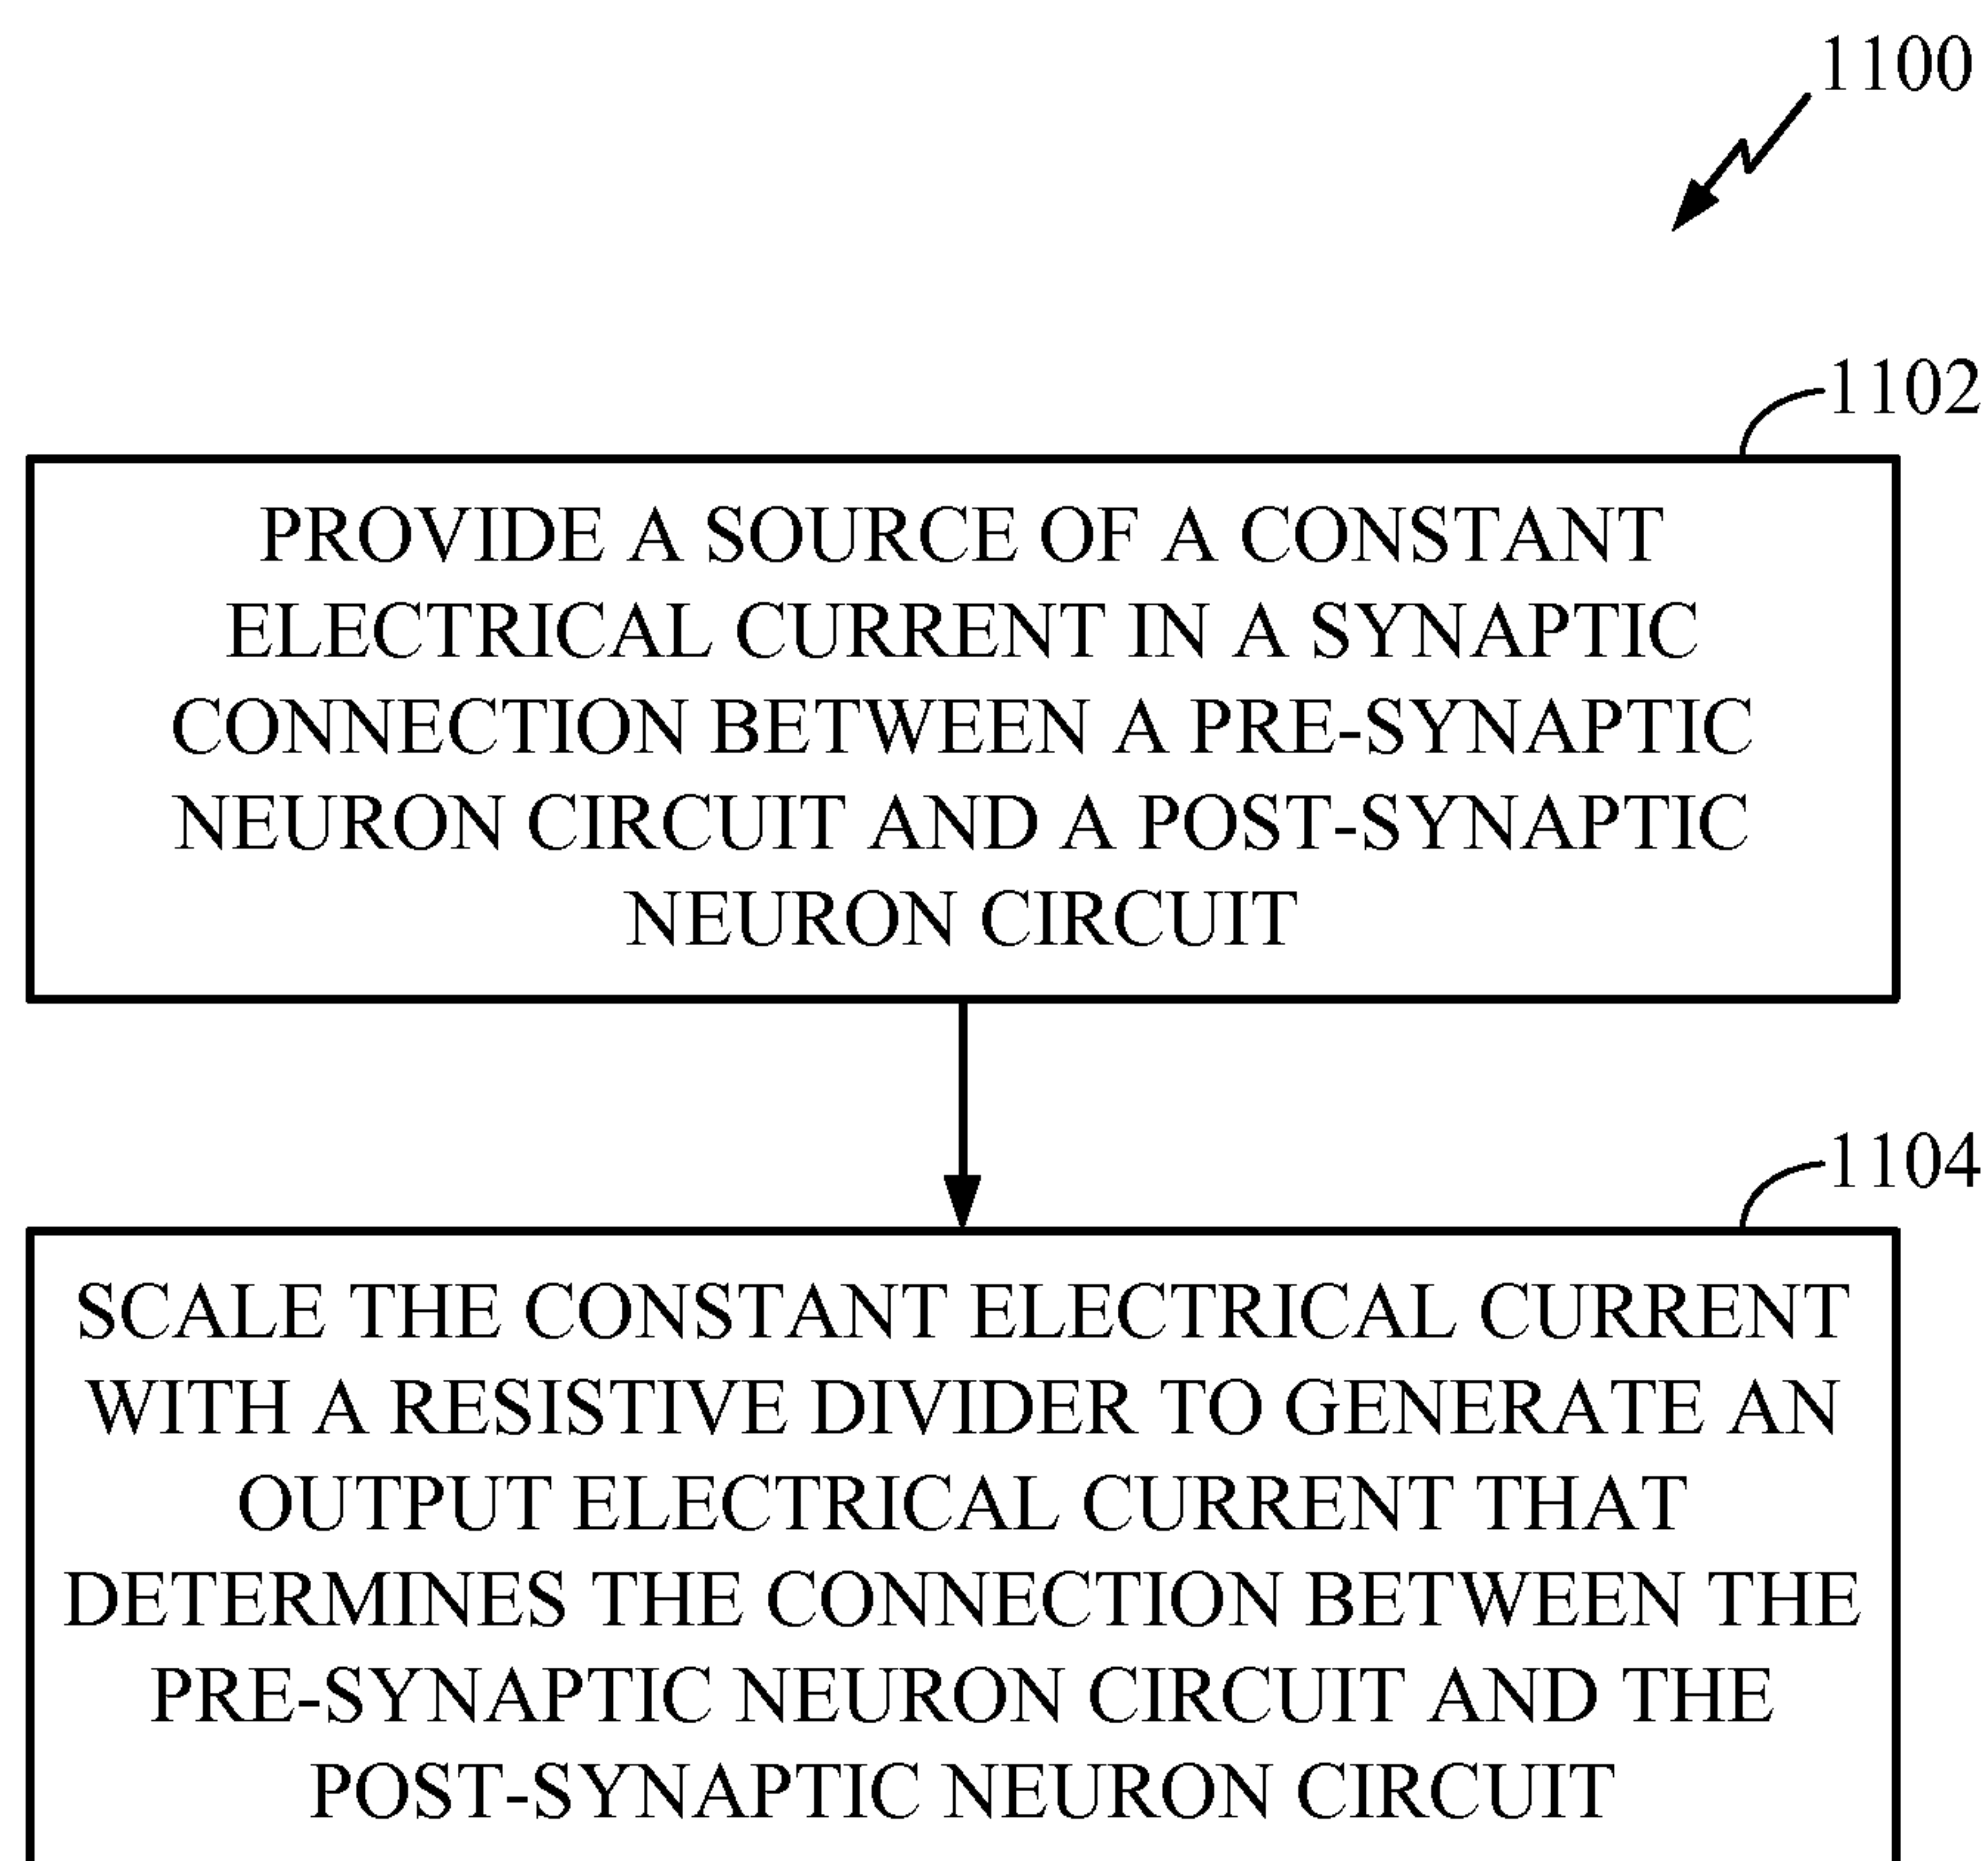 1100
1102
PROVIDE A SOURCE OF A CONSTANT
ELECTRICAL CURRENT IN A SYNAPTIC
CONNECTION BETWEEN A PRE-SYNAPTIC
NEURON CIRCUIT AND A POST-SYNAPTIC
NEURON CIRCUIT
1104
SCALE THE CONSTANT ELECTRICAL CURRENT
WITH A RESISTIVE DIVIDER TO GENERATE AN
OUTPUT ELECTRICAL CURRENT THAT
DETERMINES THE CONNECTION BETWEEN THE
PRE-SYNAPTIC NEURON CIRCUIT AND THE
POST-SYNAPTIC NEURON CIRCUIT